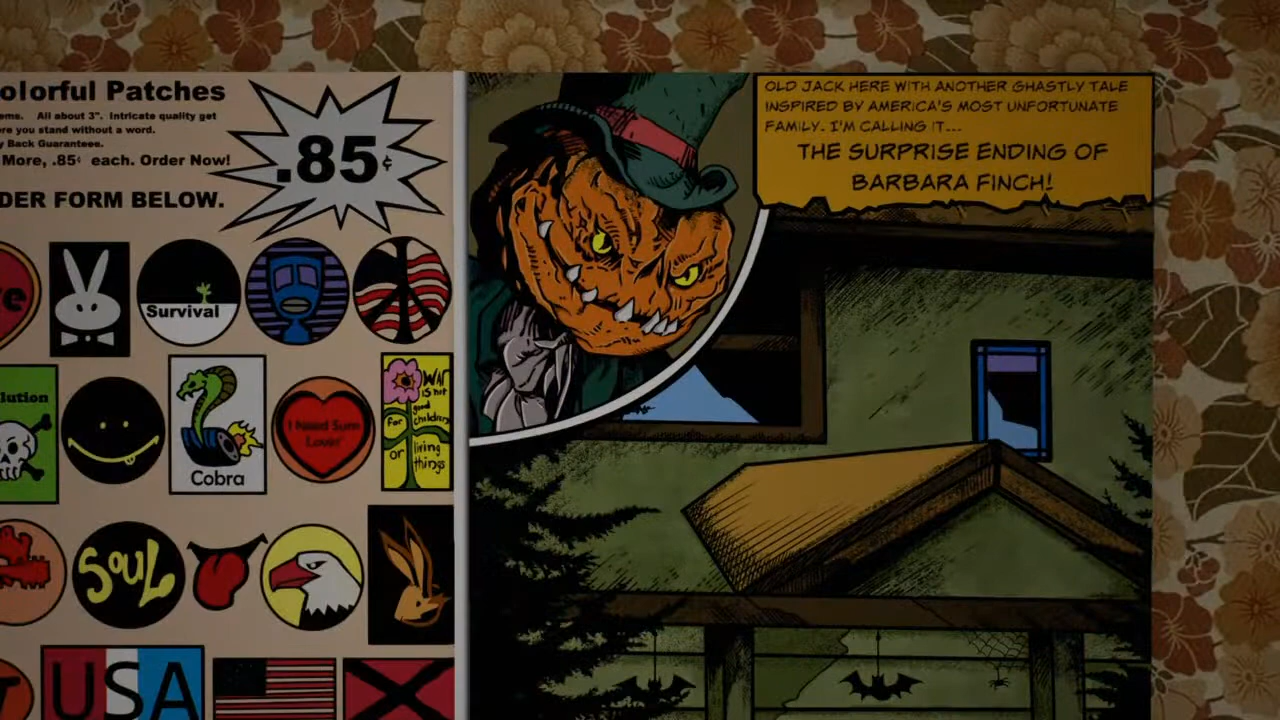 olorful Patches
ems. All about 3". Intricate quality get
ere you stand without a word.
y Back Guarantee.
More, .85¢ each. Order Now!
DER FORM BELOW.
.85¢
Survival
lution
Cobra
I Need Sum
Lovin'
WAR
is not
good
for children
or living
things
SOUL
USA
OLD JACK HERE WITH ANOTHER GHASTLY TALE
INSPIRED BY AMERICA'S MOST UNFORTUNATE
FAMILY. I'M CALLING IT...
THE SURPRISE ENDING OF
BARBARA FINCH!